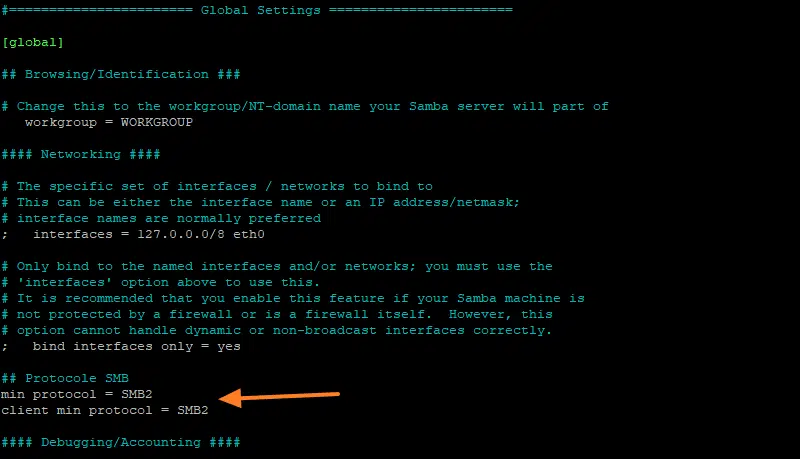 #======================= Global Settings =======================
[global]
## Browsing/Identification ###
# Change this to the workgroup/NT-domain name your Samba server will part of
   workgroup = WORKGROUP
#### Networking ####
# The specific set of interfaces / networks to bind to
# This can be either the interface name or an IP address/netmask;
# interface names are normally preferred
;   interfaces = 127.0.0.0/8 eth0
# Only bind to the named interfaces and/or networks; you must use the
# 'interfaces' option above to use this.
# It is recommended that you enable this feature if your Samba machine is
# not protected by a firewall or is a firewall itself.  However, this
# option cannot handle dynamic or non-broadcast interfaces correctly.
;   bind interfaces only = yes
## Protocole SMB
min protocol = SMB2
client min protocol = SMB2
#### Debugging/Accounting ####